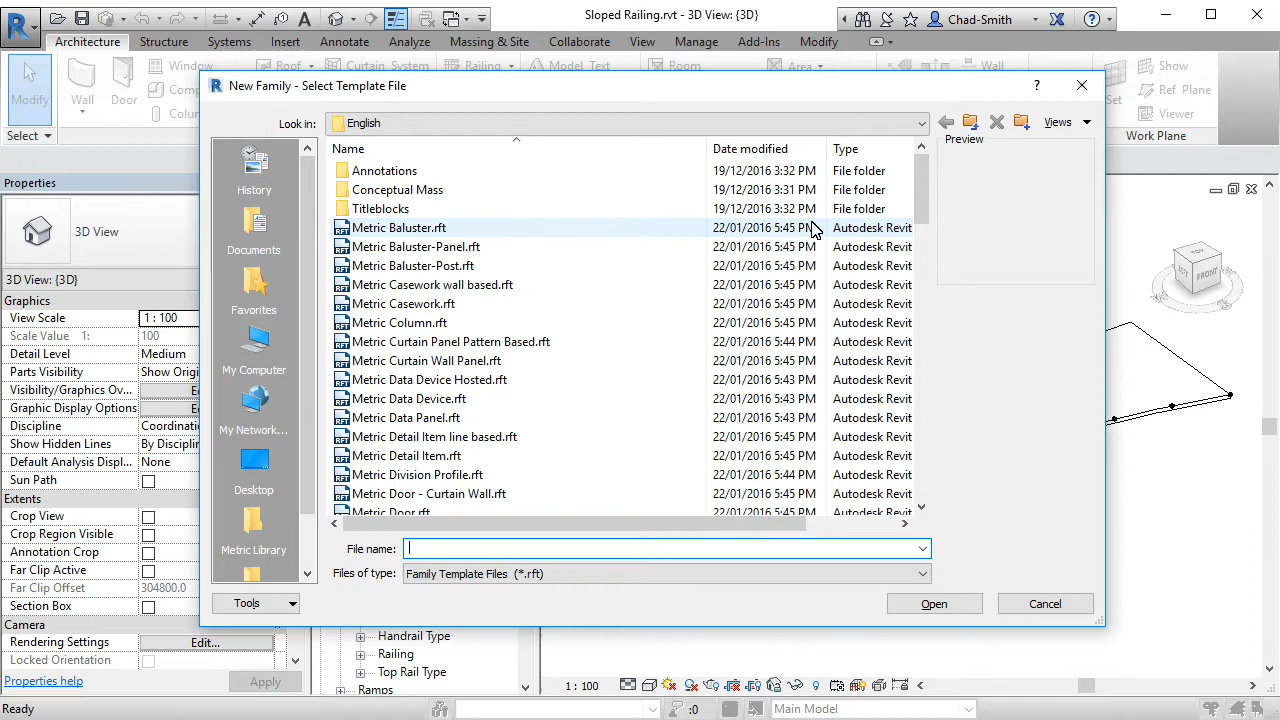 Sloped Railing.rvt - 3D View: {3D}
Chad-Smith
Architecture Structure Systems Insert Annotate Analyze Massing & Site Collaborate View Manage Add-Ins Modify
Modify
Wall
Door
Window
Roof
Curtain System
Railing
Model Text
Room
Area
Wall
Set
Show
Ref Plane
Viewer
Select
Work Plane
New Family - Select Template File
Look in: English
Views
Preview
History
Documents
Favorites
My Computer
My Network...
Desktop
Metric Library
Name Date modified Type
Annotations 19/12/2016 3:32 PM File folder
Conceptual Mass 19/12/2016 3:31 PM File folder
Titleblocks 19/12/2016 3:32 PM File folder
Metric Baluster.rft 22/01/2016 5:45 PM Autodesk Revit
Metric Baluster-Panel.rft 22/01/2016 5:45 PM Autodesk Revit
Metric Baluster-Post.rft 22/01/2016 5:45 PM Autodesk Revit
Metric Casework wall based.rft 22/01/2016 5:45 PM Autodesk Revit
Metric Casework.rft 22/01/2016 5:45 PM Autodesk Revit
Metric Column.rft 22/01/2016 5:45 PM Autodesk Revit
Metric Curtain Panel Pattern Based.rft 22/01/2016 5:44 PM Autodesk Revit
Metric Curtain Wall Panel.rft 22/01/2016 5:45 PM Autodesk Revit
Metric Data Device Hosted.rft 22/01/2016 5:43 PM Autodesk Revit
Metric Data Device.rft 22/01/2016 5:43 PM Autodesk Revit
Metric Data Panel.rft 22/01/2016 5:43 PM Autodesk Revit
Metric Detail Item line based.rft 22/01/2016 5:45 PM Autodesk Revit
Metric Detail Item.rft 22/01/2016 5:45 PM Autodesk Revit
Metric Division Profile.rft 22/01/2016 5:44 PM Autodesk Revit
Metric Door - Curtain Wall.rft 22/01/2016 5:45 PM Autodesk Revit
Metric Door.rft 22/01/2016 5:45 PM Autodesk Revit
File name:
Files of type: Family Template Files (*.rft)
Tools
Open
Cancel
Properties
3D View
3D View: {3D}
Graphics
View Scale 1 : 100
Scale Value 1: 100
Detail Level Medium
Parts Visibility Show Origi
Visibility/Graphics Ov...
Graphic Display Options
Discipline Coordinatio
Show Hidden Lines By Disciplin
Default Analysis Displ... None
Sun Path
Extents
Crop View
Crop Region Visible
Annotation Crop
Far Clip Active
Far Clip Offset 304800.0
Section Box
Camera
Rendering Settings Edit...
Locked Orientation
Properties help
Apply
Handrail Type
Railing
Top Rail Type
Ramps
FRONT
1 : 100
Ready
:0
Main Model